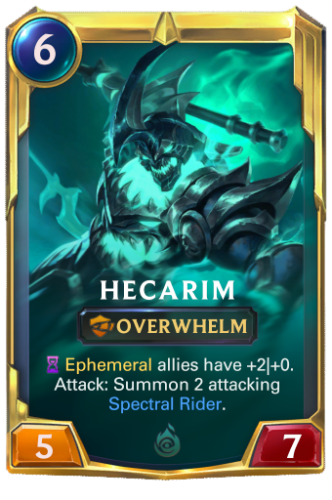 6
HECARIM
OVERWHELM
Ephemeral allies have +2|+0.
Attack: Summon 2 attacking
Spectral Rider.
5
7